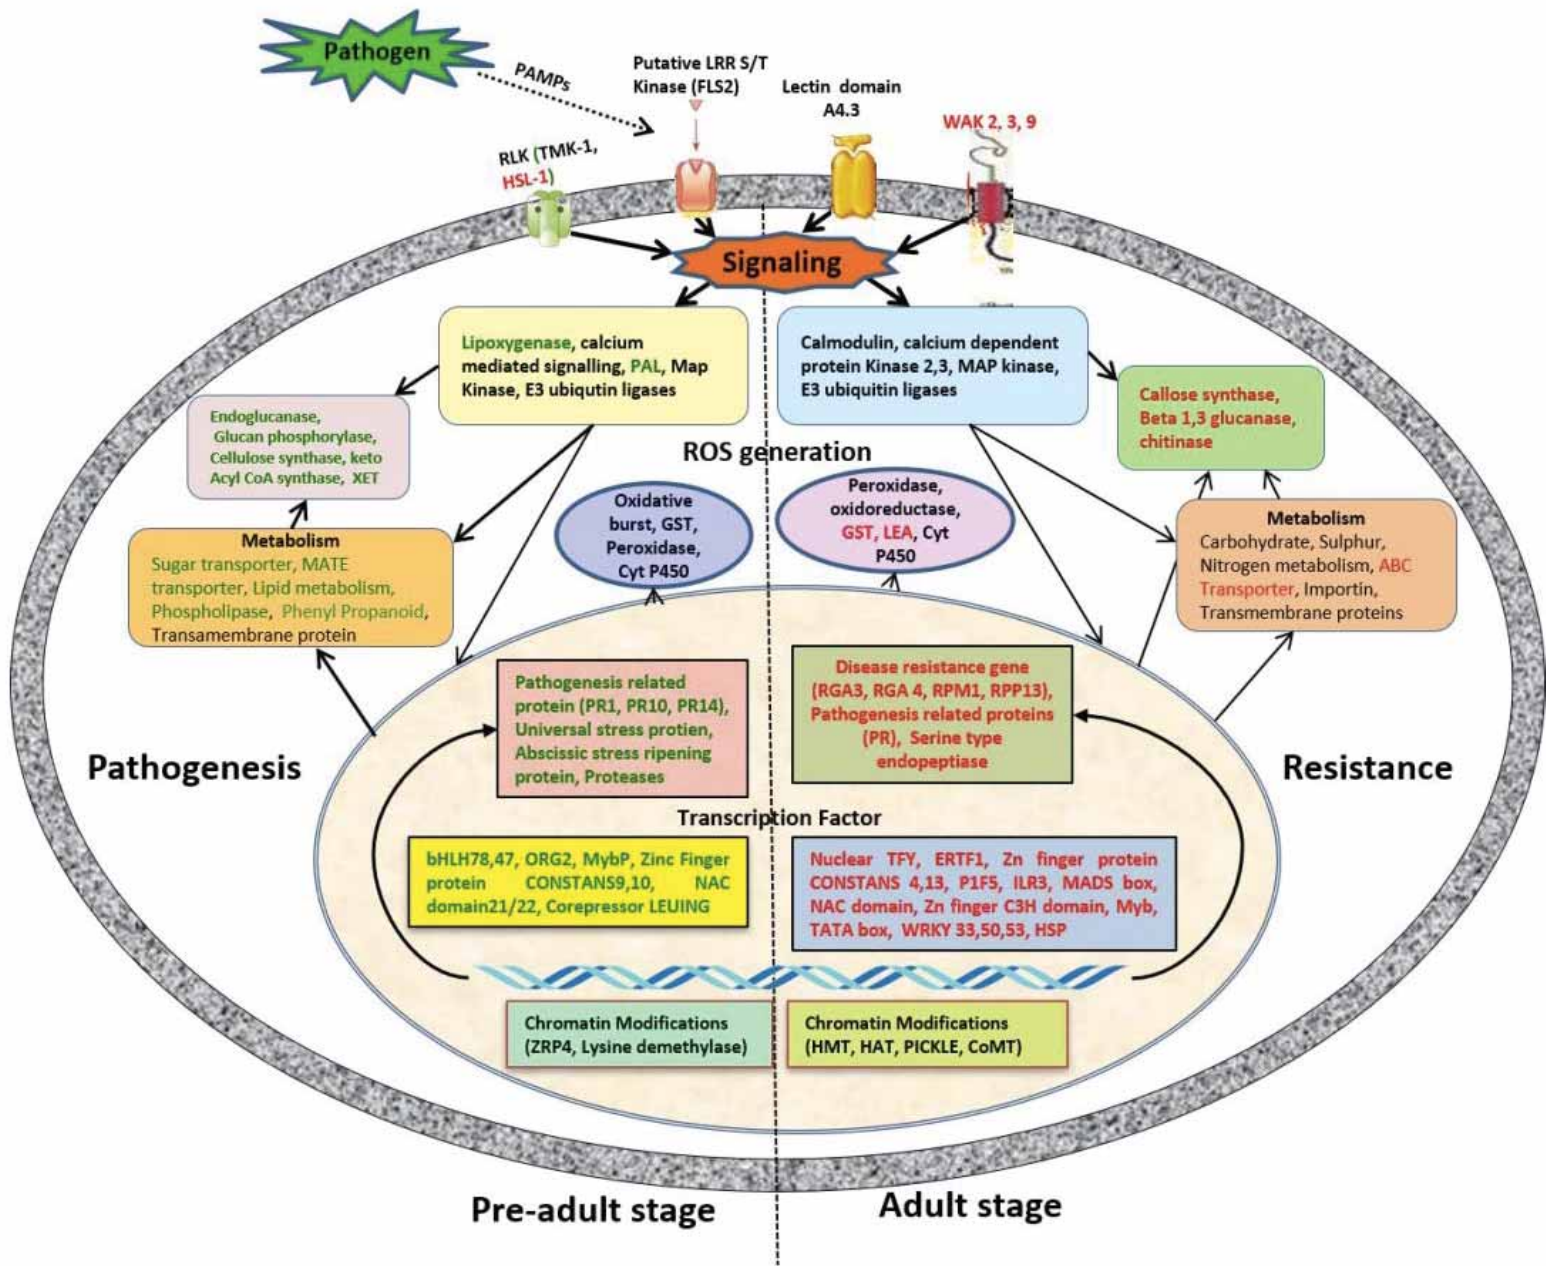 Pathogen
PAMPs
Putative LRR S/T
Kinase (FLS2)
Lectin domain
A4.3
WAK 2, 3, 9
RLK (TMK-1,
HSL-1)
Signaling
Lipoxygenase, calcium
mediated signalling, PAL, Map
Kinase, E3 ubiqutin ligases
Calmodulin, calcium dependent
protein Kinase 2,3, MAP kinase,
E3 ubiquitin ligases
Endoglucanase,
Glucan phosphorylase,
Cellulose synthase, keto
Acyl CoA synthase, XET
Callose synthase,
Beta 1,3 glucanase,
chitinase
ROS generation
Oxidative
burst, GST,
Peroxidase,
Cyt P450
Peroxidase,
oxidoreductase,
GST, LEA, Cyt
P450
Metabolism
Sugar transporter, MATE
transporter, Lipid metabolism,
Phospholipase, Phenyl Propanoid,
Transamembrane protein
Metabolism
Carbohydrate, Sulphur,
Nitrogen metabolism, ABC
Transporter, Importin,
Transmembrane proteins
Pathogenesis related
protein (PR1, PR10, PR14),
Universal stress protien,
Abscissic stress ripening
protein, Proteases
Disease resistance gene
(RGA3, RGA 4, RPM1, RPP13),
Pathogenesis related proteins
(PR), Serine type
endopeptiase
Pathogenesis
Resistance
Transcription Factor
bHLH78,47, ORG2, MybP, Zinc Finger
protein CONSTANS9,10, NAC
domain21/22, Corepressor LEUING
Nuclear TFY, ERTF1, Zn finger protein
CONSTANS 4,13, P1F5, ILR3, MADS box,
NAC domain, Zn finger C3H domain, Myb,
TATA box, WRKY 33,50,53, HSP
Chromatin Modifications
(ZRP4, Lysine demethylase)
Chromatin Modifications
(HMT, HAT, PICKLE, CoMT)
Pre-adult stage
Adult stage